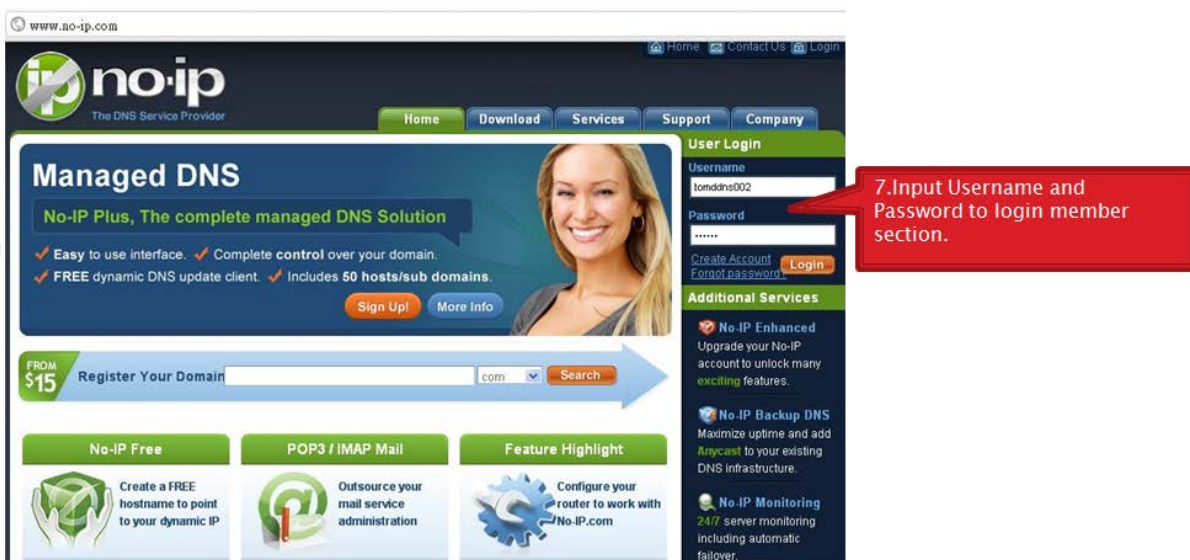 www.no-ip.com
Home Contact Us Login
ip no·ip
The DNS Service Provider
Home Download Services Support Company
Managed DNS
No-IP Plus, The complete managed DNS Solution
Easy to use interface. Complete control over your domain.
FREE dynamic DNS update client. Includes 50 hosts/sub domains.
Sign Up! More Info
User Login
Username
tomddns002
Password
••••••
Create Account
Forgot password?
Login
7.Input Username and
Password to login member
section.
FROM
$15
Register Your Domain
com
Search
Additional Services
No-IP Enhanced
Upgrade your No-IP
account to unlock many
exciting features.
No-IP Backup DNS
Maximize uptime and add
Anycast to your existing
DNS infrastructure.
No-IP Monitoring
24/7 server monitoring
including automatic
failover.
No-IP Free
Create a FREE
hostname to point
to your dynamic IP
POP3 / IMAP Mail
Outsource your
mail service
administration
Feature Highlight
Configure your
router to work with
No-IP.com